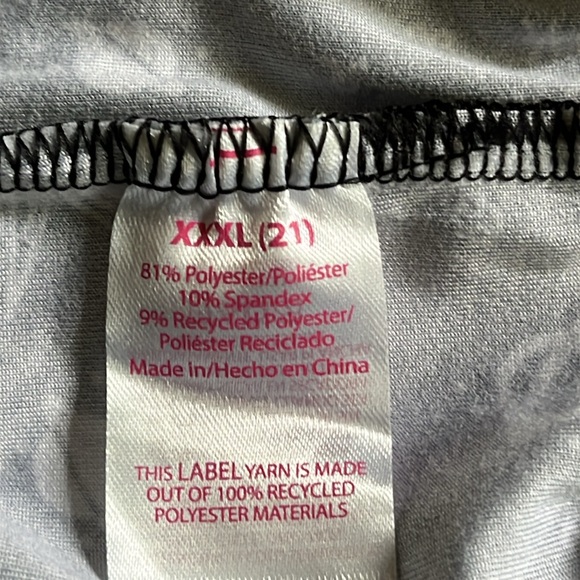 XXXL (21)
81% Polyester/Poliéster
10% Spandex
9% Recycled Polyester/
Poliéster Reciclado
Made in/Hecho en China
THIS LABEL YARN IS MADE
OUT OF 100% RECYCLED
POLYESTER MATERIALS